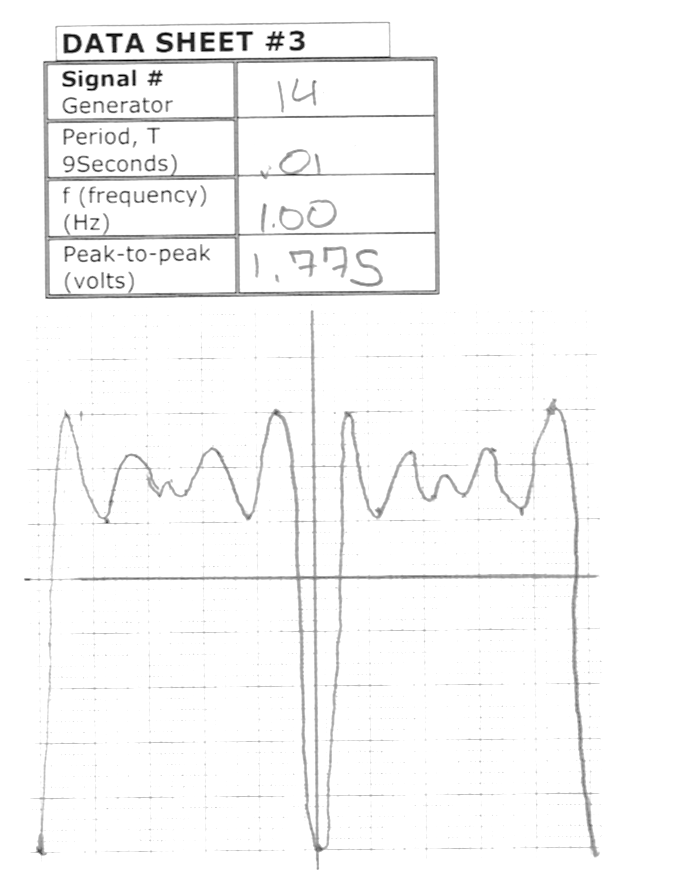 DATA SHEET #3
Signal #
Generator
14
Period, T
9Seconds)
.01
f (frequency)
(Hz)
1.00
Peak-to-peak
(volts)
1.775